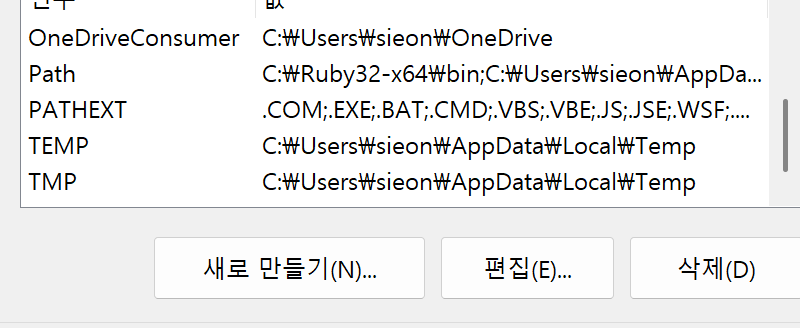 OneDriveConsumer C:₩Users₩sieon₩OneDrive
Path C:₩Ruby32-x64₩bin;C:₩Users₩sieon₩AppDa...
PATHEXT .COM;.EXE;.BAT;.CMD;.VBS;.VBE;.JS;.JSE;.WSF;....
TEMP C:₩Users₩sieon₩AppData₩Local₩Temp
TMP C:₩Users₩sieon₩AppData₩Local₩Temp
새로 만들기(N)... 편집(E)... 삭제(D)